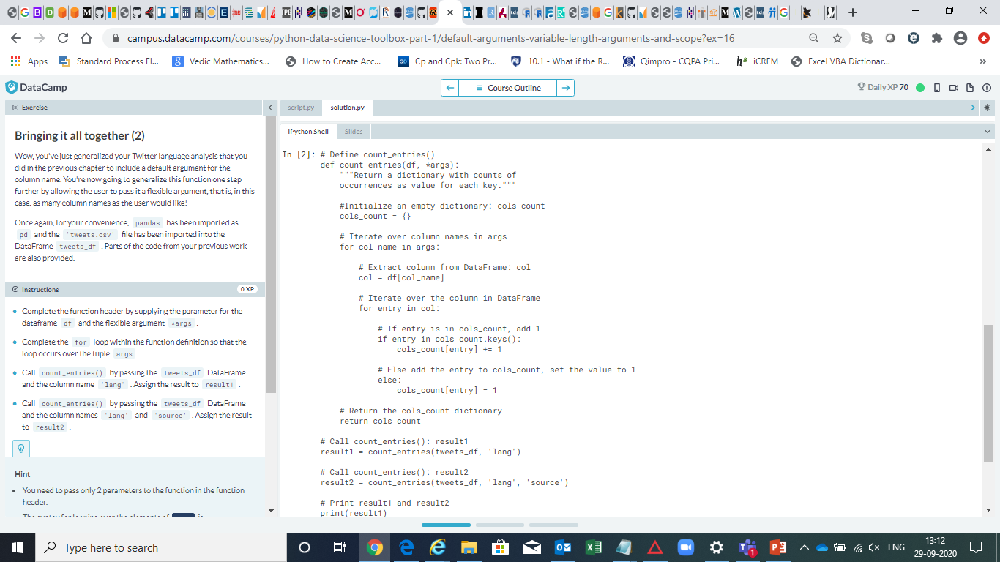 campus.datacamp.com/courses/python-data-science-toolbox-part-1/default-arguments-variable-length-arguments-and-scope?ex=16
Apps
Standard Process Fl...
Vedic Mathematics...
How to Create Acc...
Cp and Cpk: Two Pr...
10.1 - What if the R...
Qimpro - CQPA Pri...
iCREM
Excel VBA Dictionar...
»
DataCamp
Course Outline
Daily XP 70
Exercise
script.py
solution.py
Bringing it all together (2)
Wow, you've just generalized your Twitter language analysis that you
did in the previous chapter to include a default argument for the
column name. You're now going to generalize this function one step
further by allowing the user to pass it a flexible argument, that is, in this
case, as many column names as the user would like!
Once again, for your convenience, pandas has been imported as
pd and the 'tweets.csv' file has been imported into the
DataFrame tweets_df . Parts of the code from your previous work
are also provided.
Instructions
0 XP
Complete the function header by supplying the parameter for the
dataframe df and the flexible argument *args .
Complete the for loop within the function definition so that the
loop occurs over the tuple args .
Call count_entries() by passing the tweets_df DataFrame
and the column name 'lang' . Assign the result to result1 .
Call count_entries() by passing the tweets_df DataFrame
and the column names 'lang' and 'source' . Assign the result
to result2 .
Hint
You need to pass only 2 parameters to the function in the function
header.
IPython Shell
Slides
In [2]: # Define count_entries()
def count_entries(df, *args):
"""Return a dictionary with counts of
occurrences as value for each key."""
#Initialize an empty dictionary: cols_count
cols_count = {}
# Iterate over column names in args
for col_name in args:
# Extract column from DataFrame: col
col = df[col_name]
# Iterate over the column in DataFrame
for entry in col:
# If entry is in cols_count, add 1
if entry in cols_count.keys():
cols_count[entry] += 1
# Else add the entry to cols_count, set the value to 1
else:
cols_count[entry] = 1
# Return the cols_count dictionary
return cols_count
# Call count_entries(): result1
result1 = count_entries(tweets_df, 'lang')
# Call count_entries(): result2
result2 = count_entries(tweets_df, 'lang', 'source')
# Print result1 and result2
print(result1)
Type here to search
ENG
13:12
29-09-2020